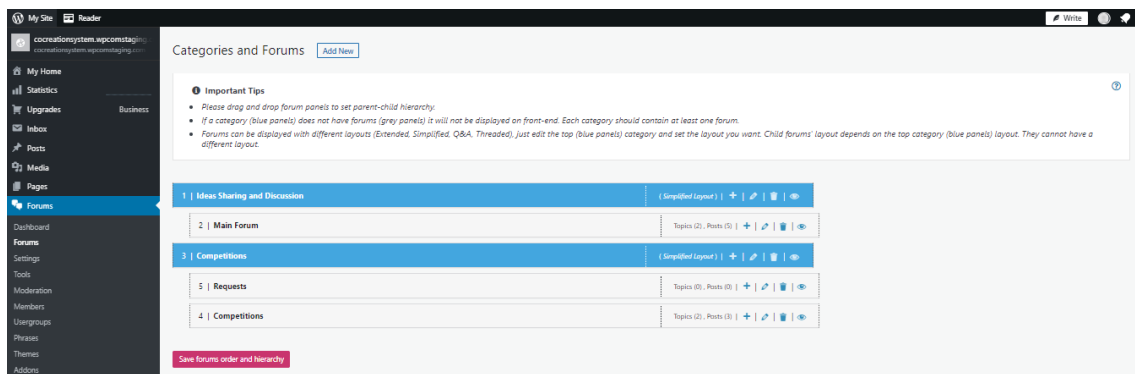 My Site Reader Write
cocreationsystem.wpcomstaging.c
cocreationsystem.wpcomstaging.com
My Home
Statistics
Upgrades Business
Inbox
Posts
Media
Pages
Forums
Dashboard
Forums
Settings
Tools
Moderation
Members
Usergroups
Phrases
Themes
Addons
Categories and Forums Add New
Important Tips
Please drag and drop forum panels to set parent-child hierarchy.
If a category (blue panels) does not have forums (grey panels) it will not be displayed on front-end. Each category should contain at least one forum.
Forums can be displayed with different layouts (Extended, Simplified, Q&A, Threaded), just edit the top (blue panels) category and set the layout you want. Child forums' layout depends on the top category (blue panels) layout. They cannot have a
different layout.
1 | Ideas Sharing and Discussion ( Simplified Layout ) | + | | |
2 | Main Forum Topics (2) , Posts (5) | + | | |
3 | Competitions ( Simplified Layout ) | + | | |
5 | Requests Topics (0) , Posts (0) | + | | |
4 | Competitions Topics (2) , Posts (3) | + | | |
Save forums order and hierarchy